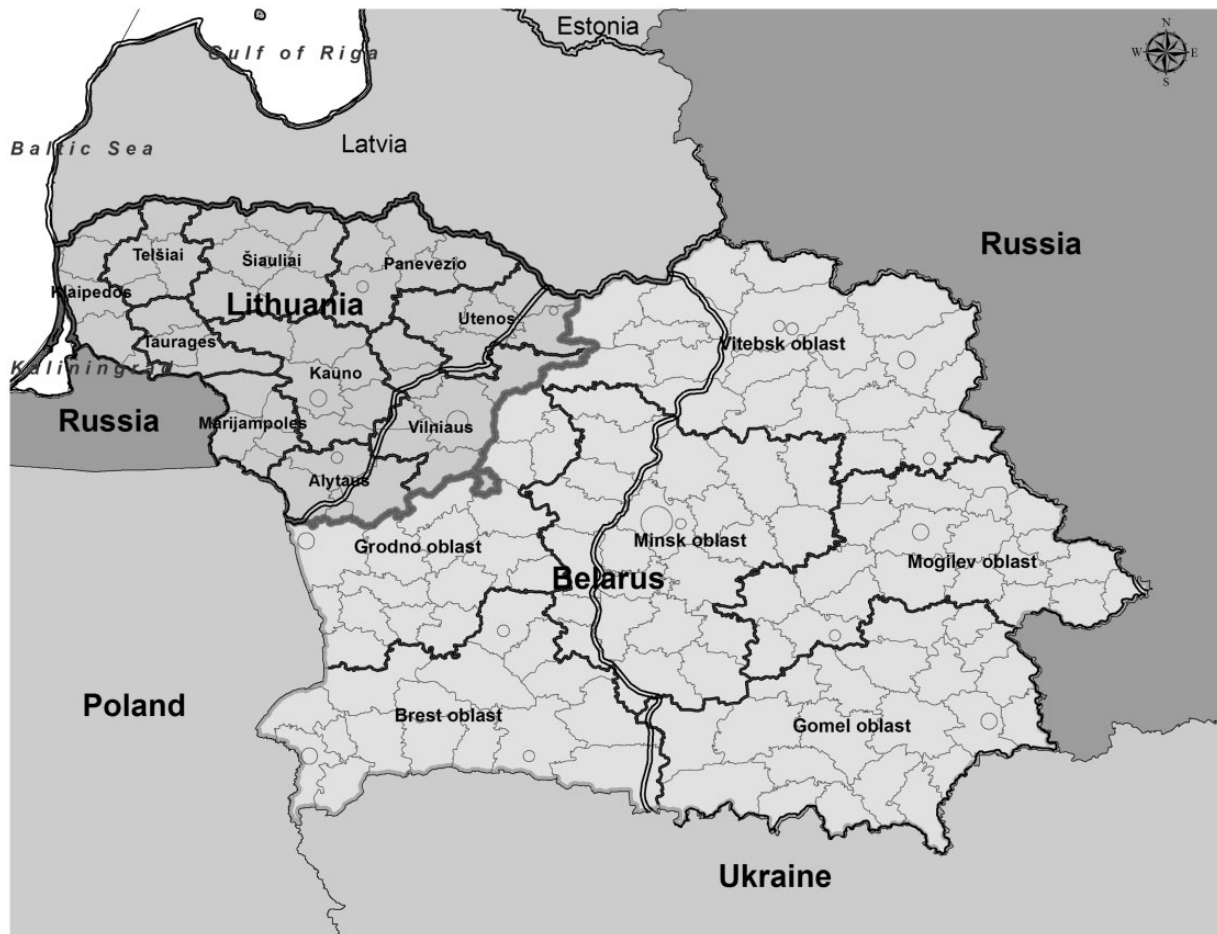 Estonia
N
W E
S
Gulf of Riga
Baltic Sea
Latvia
Russia
Telšiai
Šiauliai
Panevezio
Klaipedos
Lithuania
Utenos
Taurages
Vitebsk oblast
Kaliningrad
Kauno
Russia
Marijampoles
Vilniaus
Alytaus
Grodno oblast
Minsk oblast
Mogilev oblast
Belarus
Poland
Brest oblast
Gomel oblast
Ukraine